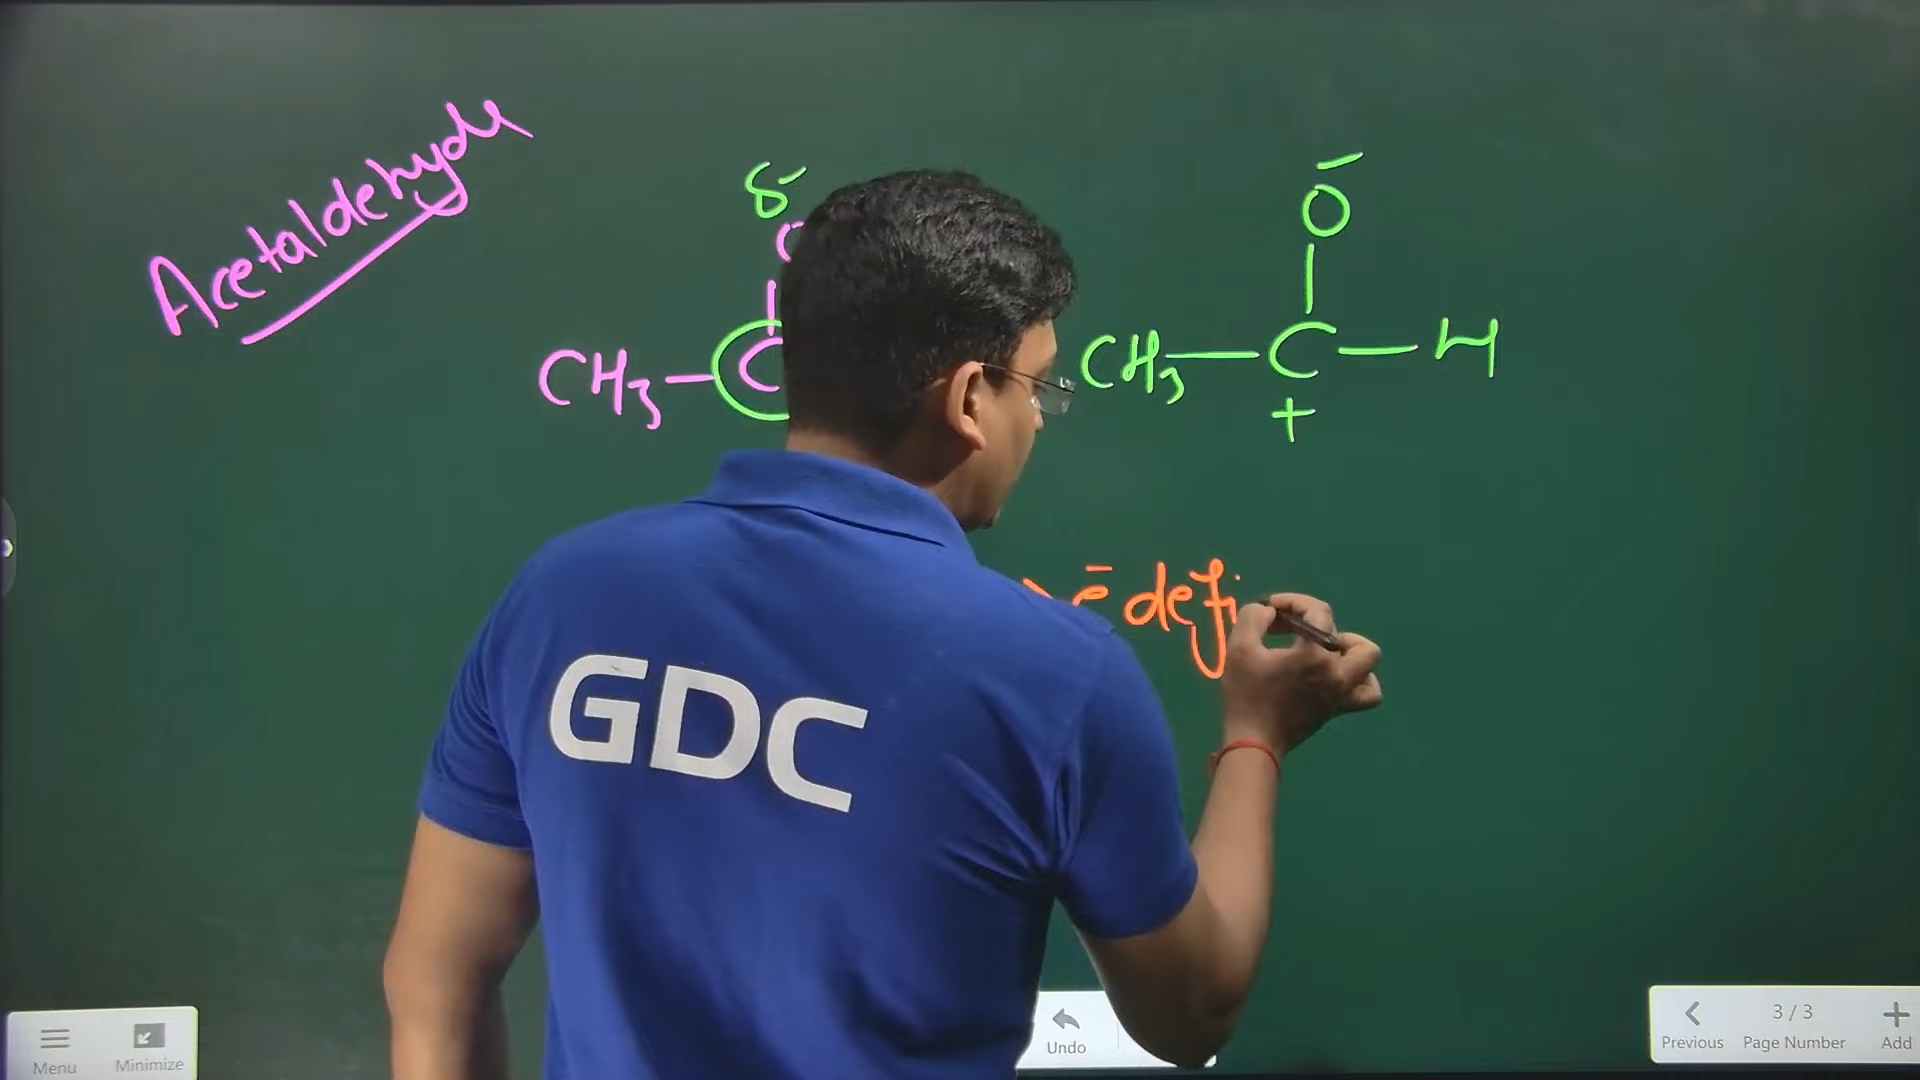 Acetaldehyde
δ-
CH3-C
O-
CH3-C-H
+
e- defi
GDC
Menu
Minimize
Undo
Previous
3 / 3
Page Number
Add